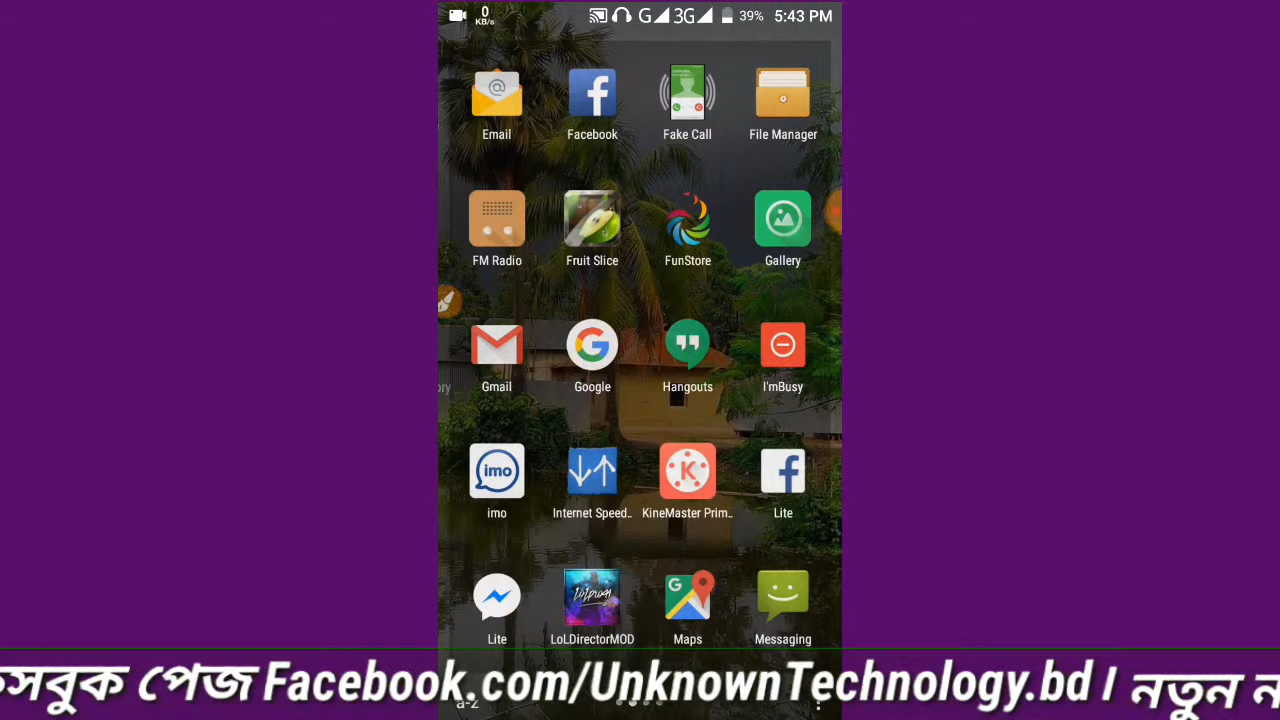 0 KB/s G 3G 39% 5:43 PM
Email Facebook Fake Call File Manager
FM Radio Fruit Slice FunStore Gallery
Gmail Google Hangouts I'mBusy
imo Internet Speed.. KineMaster Prim.. Lite
Lite LoLDirectorMOD Maps Messaging
পেজ Facebook.com/UnknownTechnology.bd । নতুন